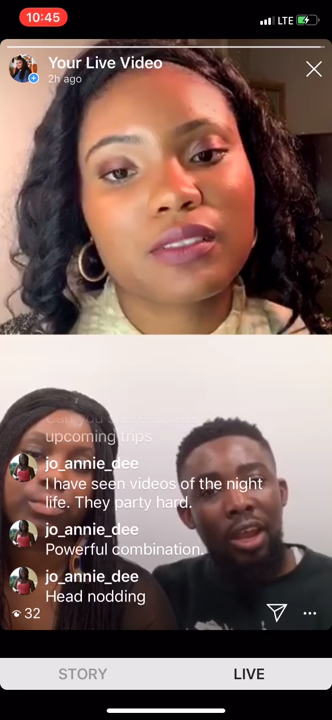 10:45
LTE
Your Live Video
2h ago
upcoming trips
jo_annie_dee
I have seen videos of the night
life. They party hard.
jo_annie_dee
Powerful combination.
jo_annie_dee
Head nodding
32
STORY
LIVE